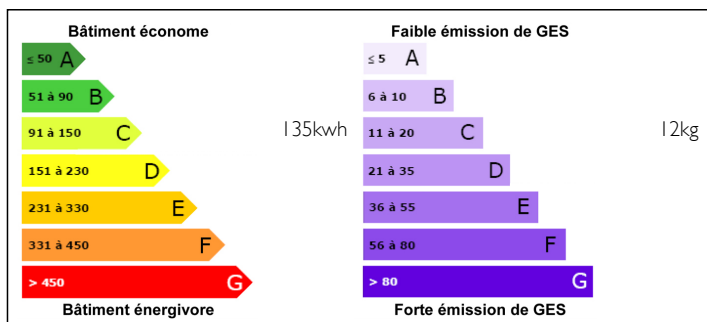 Bâtiment économe
≤ 50 A
51 à 90 B
91 à 150 C
135kwh
151 à 230 D
231 à 330 E
331 à 450 F
> 450 G
Bâtiment énergivore
Faible émission de GES
≤ 5 A
6 à 10 B
11 à 20 C
12kg
21 à 35 D
36 à 55 E
56 à 80 F
> 80 G
Forte émission de GES